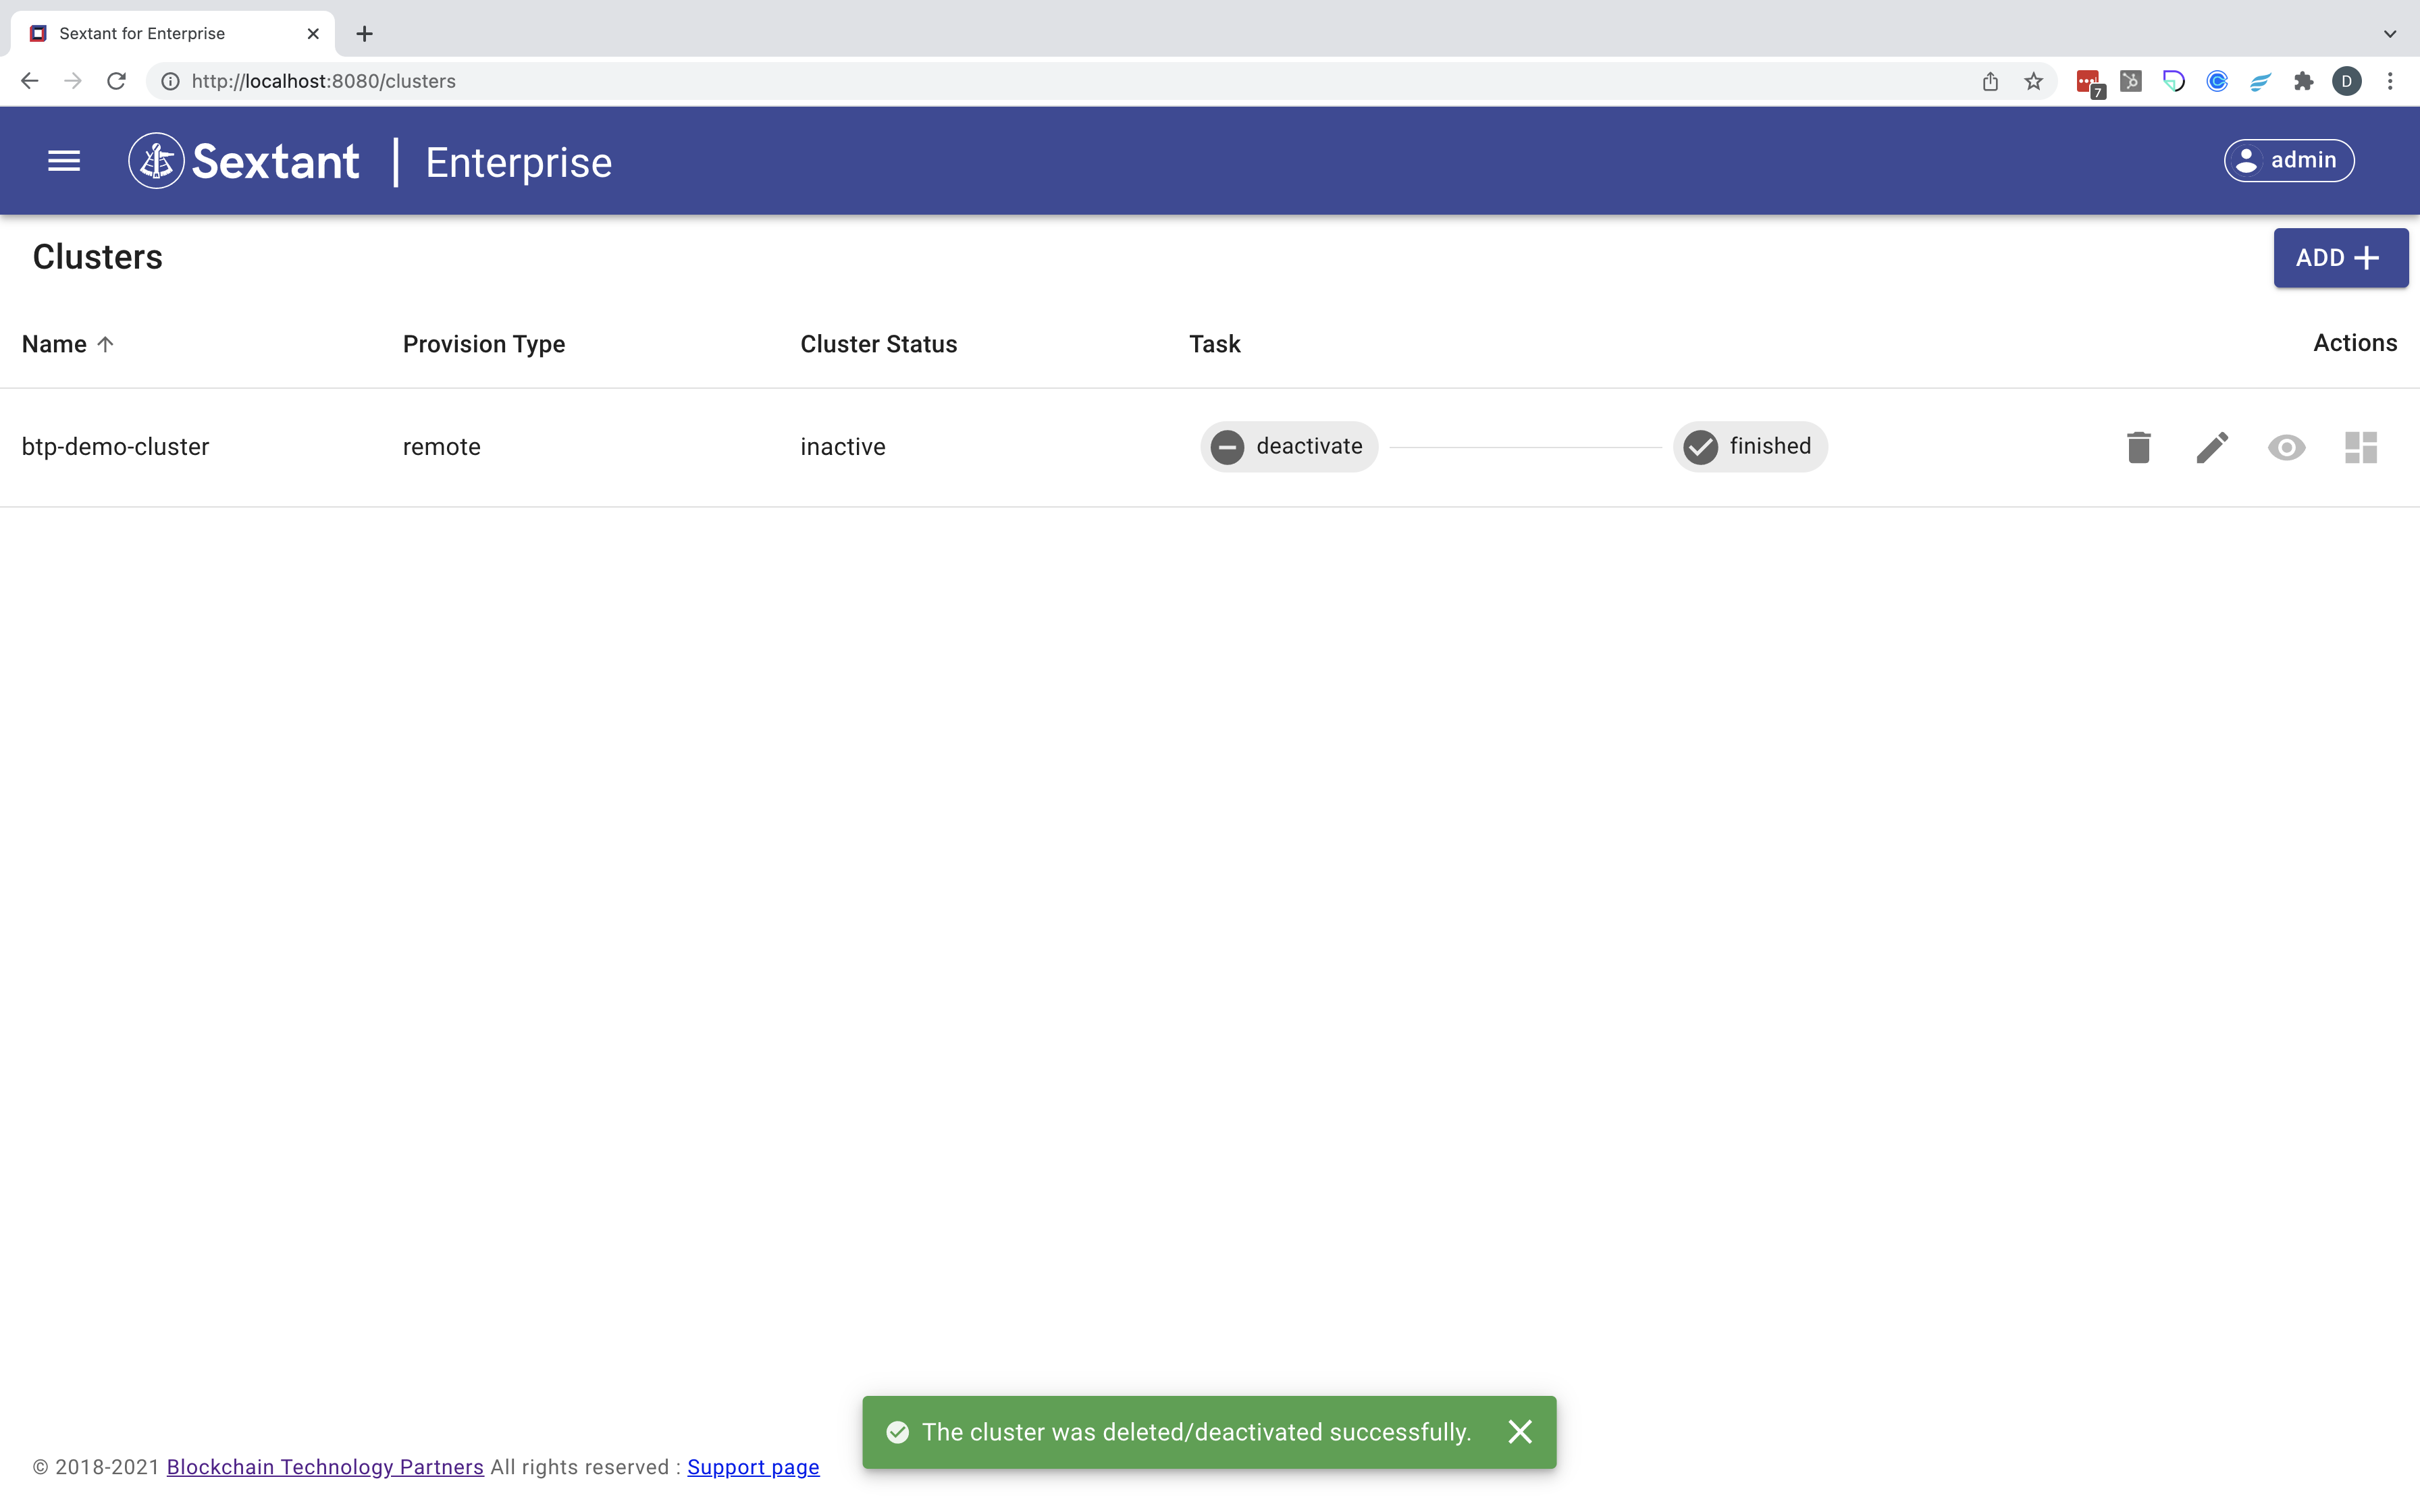 Sextant for Enterprise
http://localhost:8080/clusters
7
D
Sextant | Enterprise
admin
Clusters
ADD
Name Provision Type Cluster Status Task Actions
btp-demo-cluster remote inactive deactivate finished
The cluster was deleted/deactivated successfully.
© 2018-2021 Blockchain Technology Partners All rights reserved : Support page